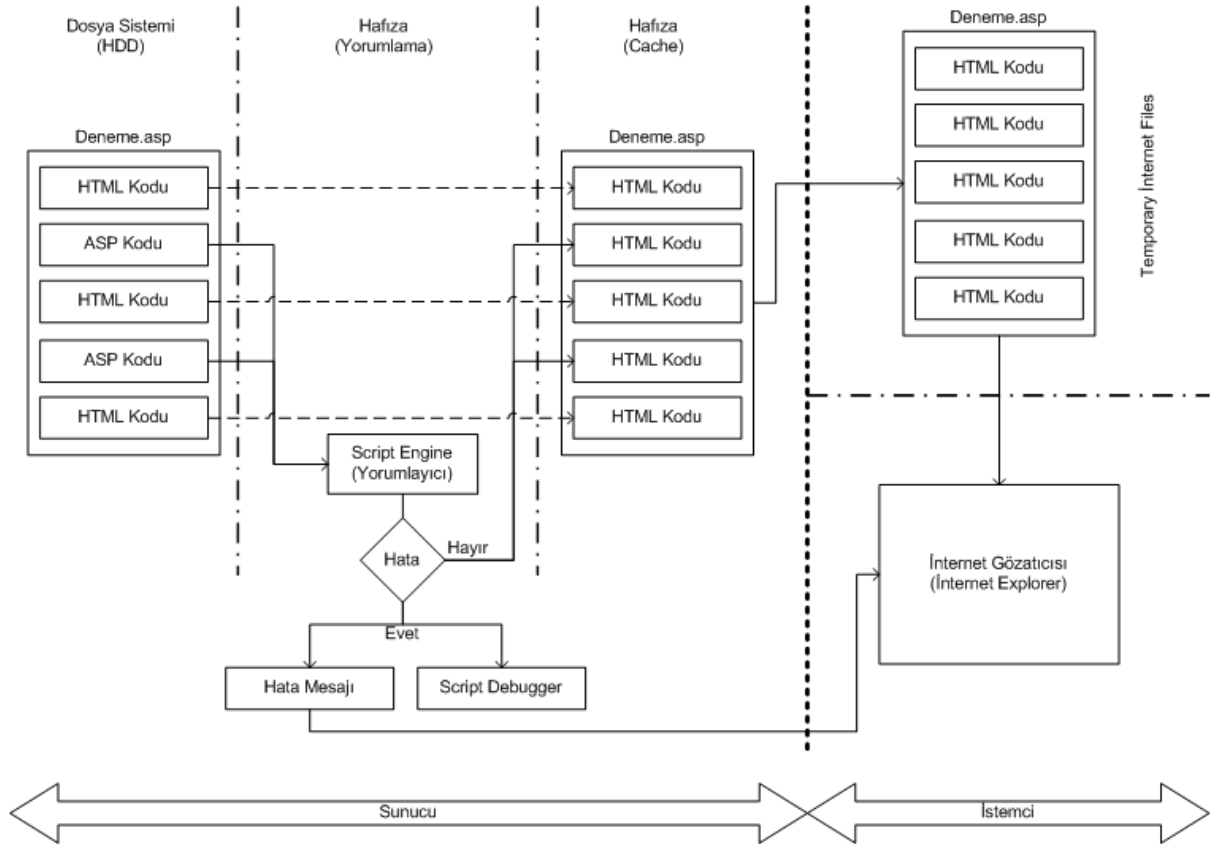 Dosya Sistemi
(HDD)
Hafıza
(Yorumlama)
Hafıza
(Cache)
Deneme.asp
HTML Kodu
HTML Kodu
HTML Kodu
HTML Kodu
HTML Kodu
Temporary İnternet Files
Deneme.asp
HTML Kodu
ASP Kodu
HTML Kodu
ASP Kodu
HTML Kodu
Deneme.asp
HTML Kodu
HTML Kodu
HTML Kodu
HTML Kodu
HTML Kodu
Script Engine
(Yorumlayıcı)
Hata
Hayır
Evet
Hata Mesajı
Script Debugger
İnternet Gözatıcısı
(İnternet Explorer)
Sunucu
İstemci